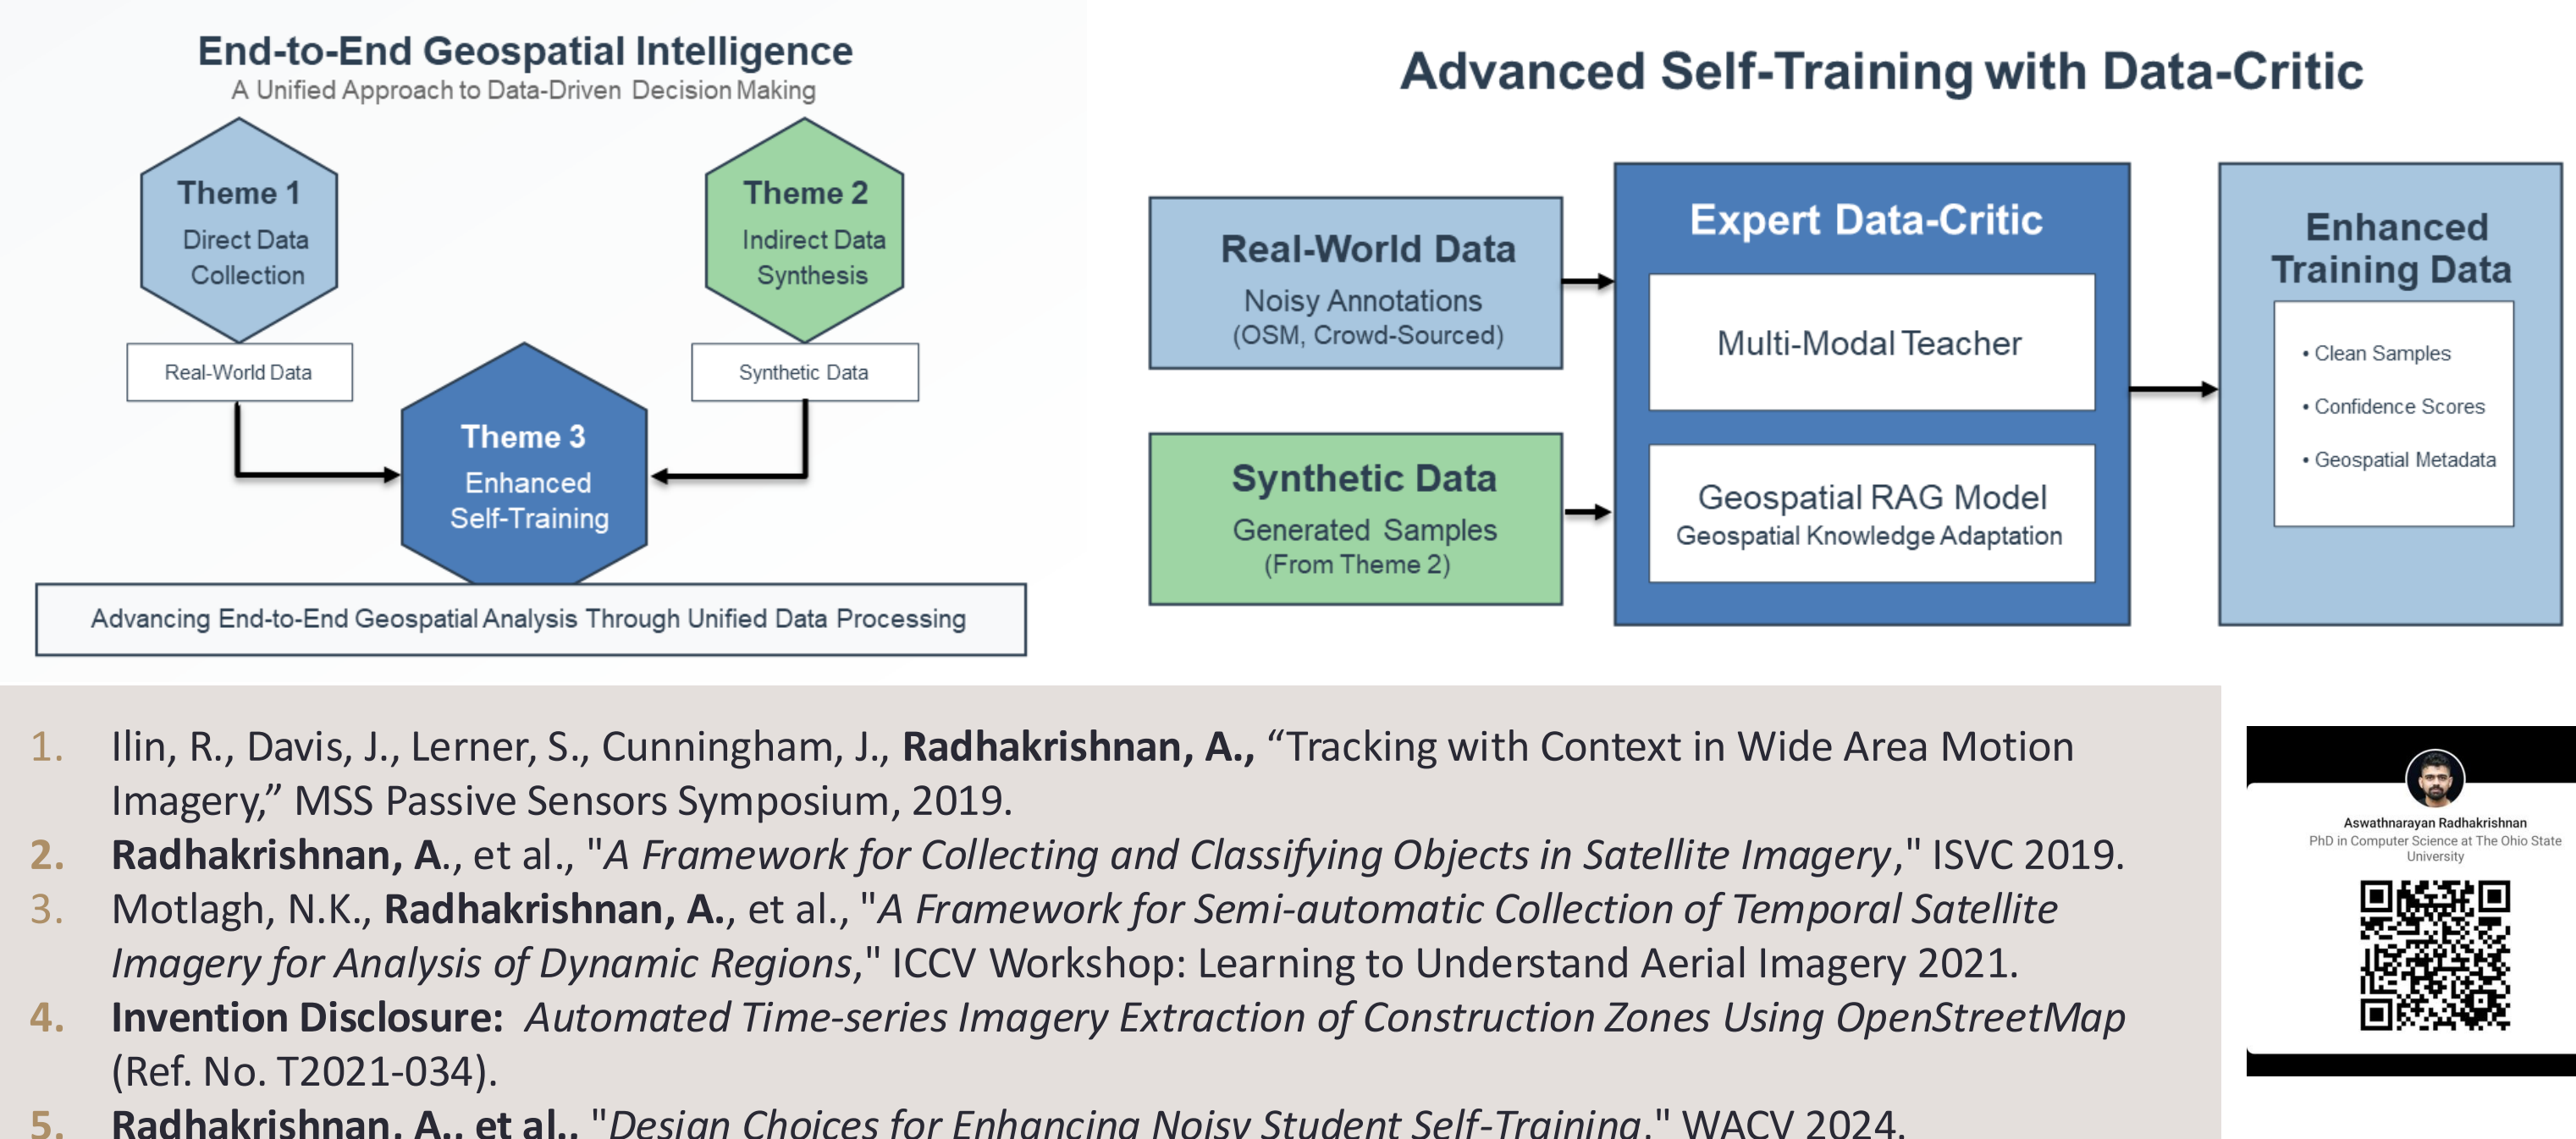 End-to-End Geospatial Intelligence
A Unified Approach to Data-Driven Decision Making
Theme 1
Direct Data
Collection
Theme 2
Indirect Data
Synthesis
Real-World Data
Synthetic Data
Theme 3
Enhanced
Self-Training
Advancing End-to-End Geospatial Analysis Through Unified Data Processing
Advanced Self-Training with Data-Critic
Real-World Data
Noisy Annotations
(OSM, Crowd-Sourced)
Synthetic Data
Generated Samples
(From Theme 2)
Expert Data-Critic
Multi-Modal Teacher
Geospatial RAG Model
Geospatial Knowledge Adaptation
Enhanced
Training Data
• Clean Samples
• Confidence Scores
• Geospatial Metadata
1. Ilin, R., Davis, J., Lerner, S., Cunningham, J., Radhakrishnan, A., “Tracking with Context in Wide Area Motion
Imagery,” MSS Passive Sensors Symposium, 2019.
2. Radhakrishnan, A., et al., "A Framework for Collecting and Classifying Objects in Satellite Imagery," ISVC 2019.
3. Motlagh, N.K., Radhakrishnan, A., et al., "A Framework for Semi-automatic Collection of Temporal Satellite
Imagery for Analysis of Dynamic Regions," ICCV Workshop: Learning to Understand Aerial Imagery 2021.
4. Invention Disclosure: Automated Time-series Imagery Extraction of Construction Zones Using OpenStreetMap
(Ref. No. T2021-034).
5. Radhakrishnan, A., et al., "Design Choices for Enhancing Noisy Student Self-Training," WACV 2024.
Aswathnarayan Radhakrishnan
PhD in Computer Science at The Ohio State
University